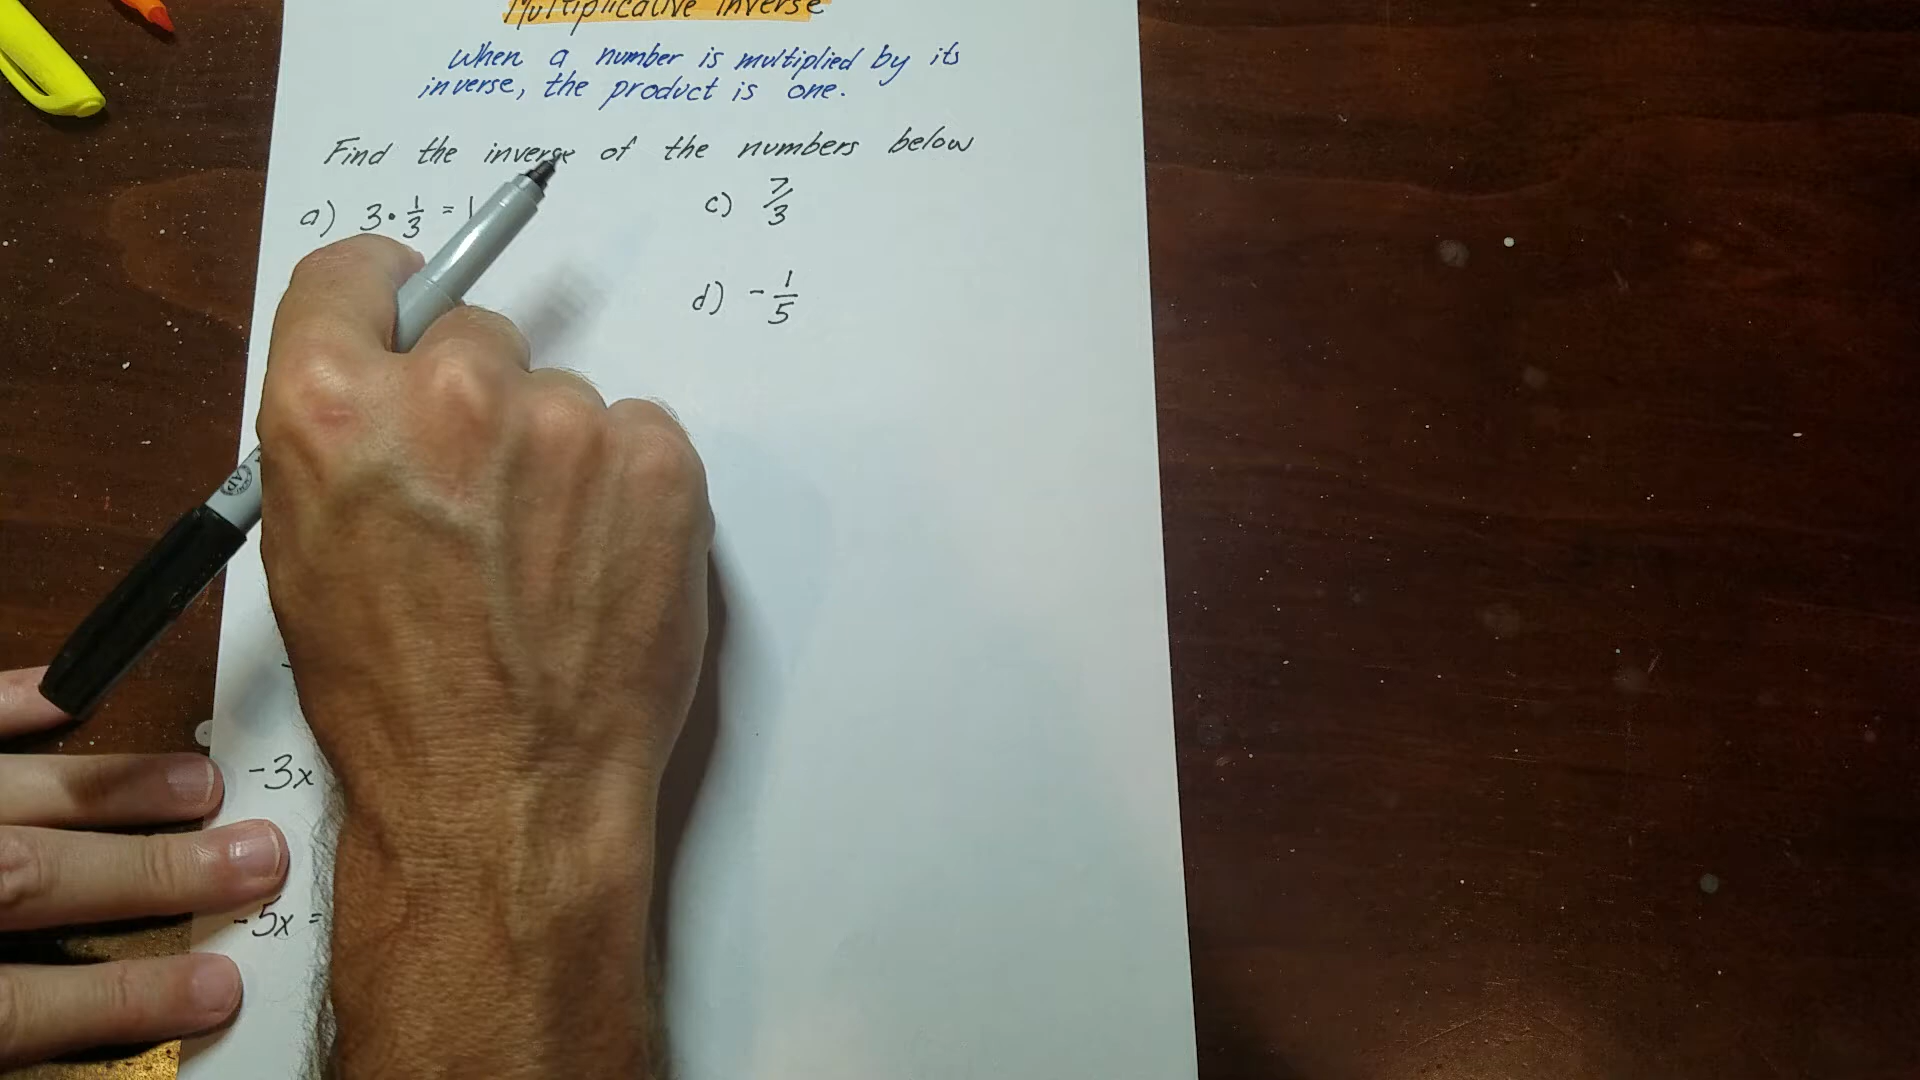 Multiplicative Inverse
When a number is multiplied by its
inverse, the product is one.
Find the inverse of the numbers below
a) 3 · 1/3 = 1
c) 7/3
d) - 1/5
-3x
-5x =